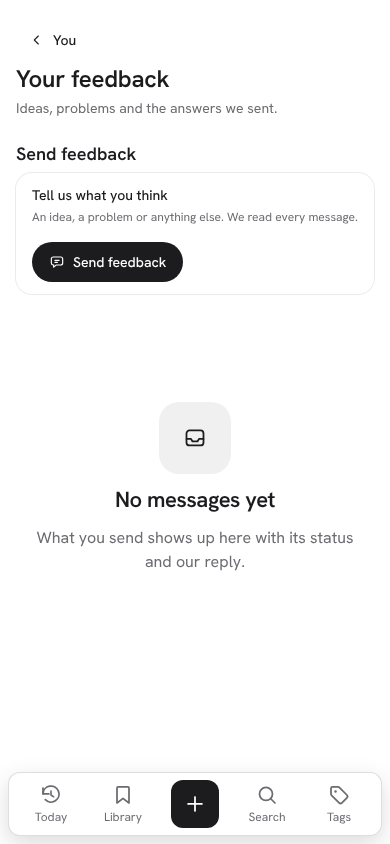 You
Your feedback
Ideas, problems and the answers we sent.
Send feedback
Tell us what you think
An idea, a problem or anything else. We read every message.
Send feedback
No messages yet
What you send shows up here with its status
and our reply.
Today
Library
Search
Tags